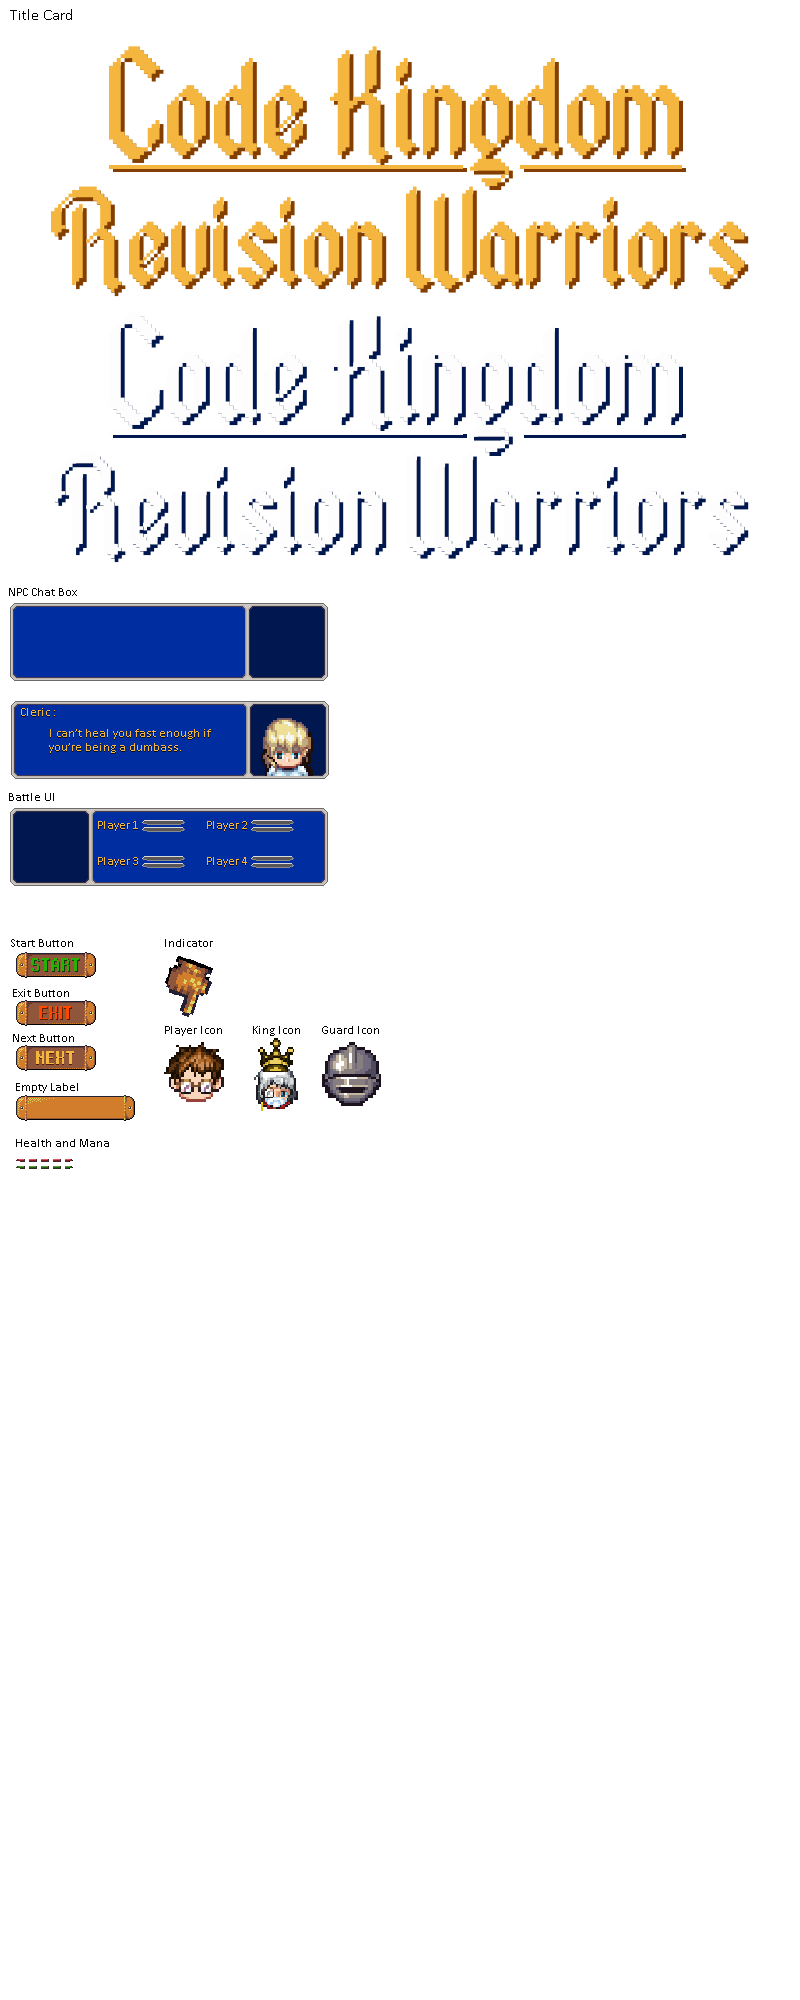 Title Card
Code Kingdom
Revision Warriors
Code Kingdom
Revision Warriors
NPC Chat Box
Cleric :
I can't heal you fast enough if
you're being a dumbass.
Battle UI
Player 1 Player 2
Player 3 Player 4
Start Button Indicator
START
Exit Button
EXIT
Next Button Player Icon King Icon Guard Icon
NEXT
Empty Label
Health and Mana